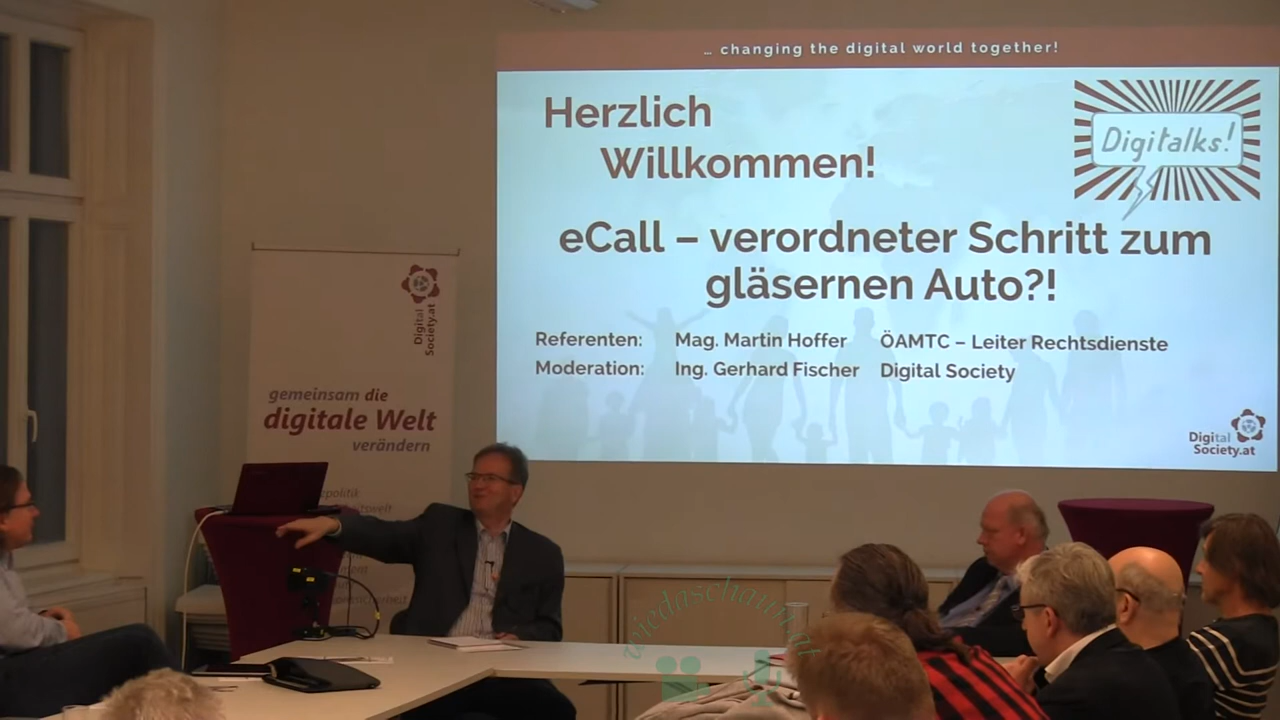 … changing the digital world together!
Herzlich
Willkommen!
Digitalks!
eCall – verordneter Schritt zum
gläsernen Auto?!
Referenten: Mag. Martin Hoffer ÖAMTC – Leiter Rechtsdienste
Moderation: Ing. Gerhard Fischer Digital Society
Digital
Society.at
Digital
Society.at
gemeinsam die
digitale Welt
verändern
wiedaschaun.at